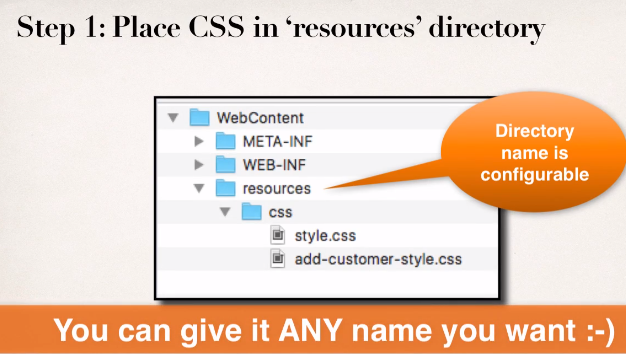 Step 1: Place CSS in ‘resources’ directory
WebContent
META-INF
WEB-INF
resources
css
style.css
add-customer-style.css
Directory
name is
configurable
You can give it ANY name you want :-)